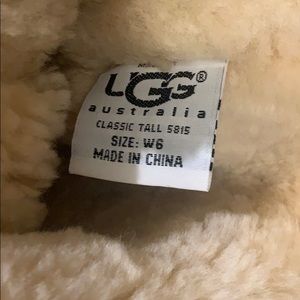 UGG®
australia
CLASSIC TALL 5815
SIZE: W6
MADE IN CHINA